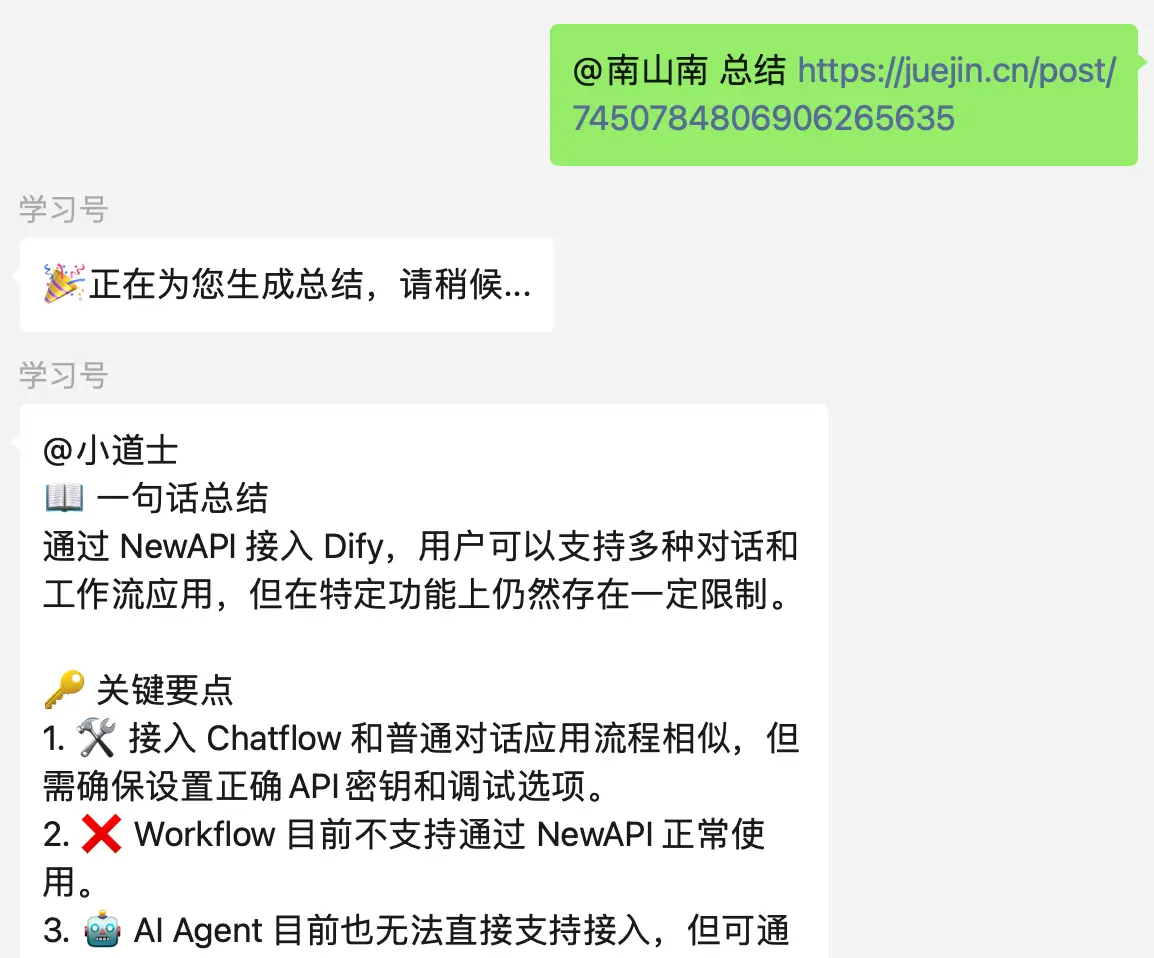 @南山南 总结 https://juejin.cn/post/
7450784806906265635
学习号
🎉正在为您生成总结，请稍候...
学习号
@小道士
📖 一句话总结
通过 NewAPI 接入 Dify，用户可以支持多种对话和
工作流应用，但在特定功能上仍然存在一定限制。
🔑 关键要点
1. 🛠 接入 Chatflow 和普通对话应用流程相似，但
需确保设置正确API密钥和调试选项。
2. ❌ Workflow 目前不支持通过 NewAPI 正常使
用。
3. 🤖 AI Agent 目前也无法直接支持接入，但可通